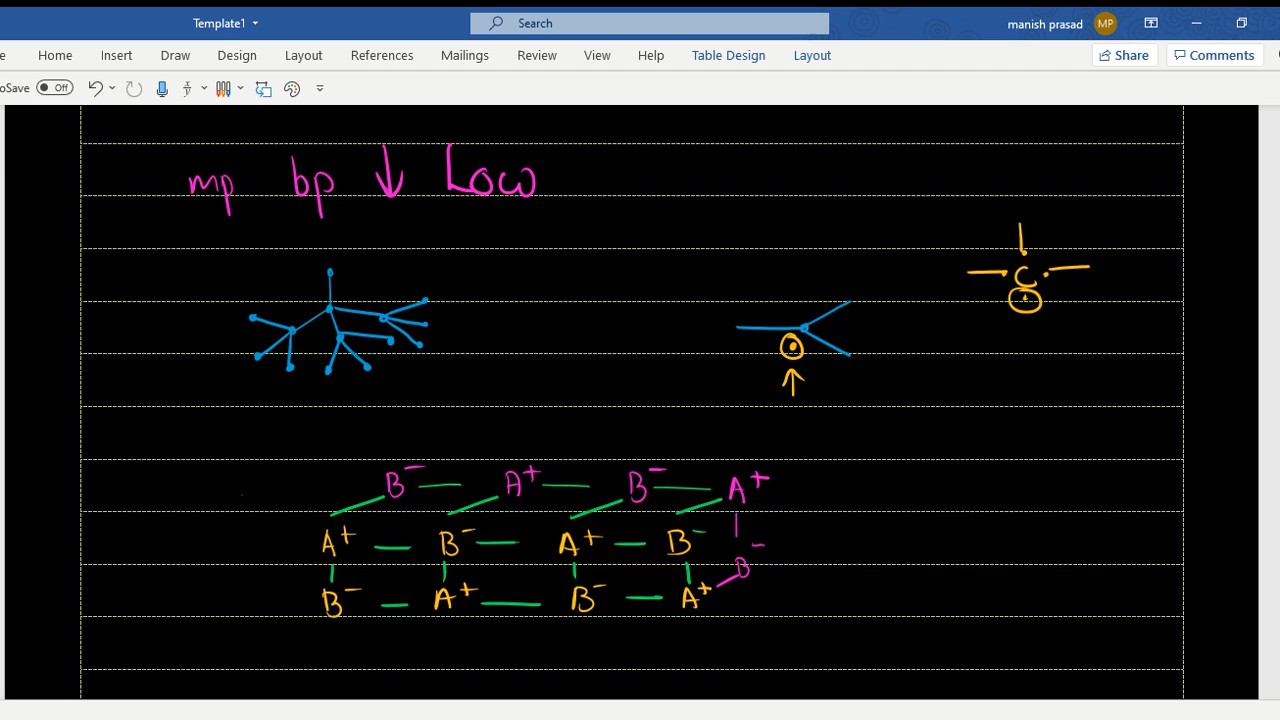 Template1
Search
manish prasad MP
Home Insert Draw Design Layout References Mailings Review View Help Table Design Layout Share Comments
oSave Off
mp bp ↓ Low
C
B⁻ — A⁺ — B⁻ — A⁺
A⁺ — B⁻ — A⁺ — B⁻ B⁻
B⁻ — A⁺ — B⁻ — A⁺